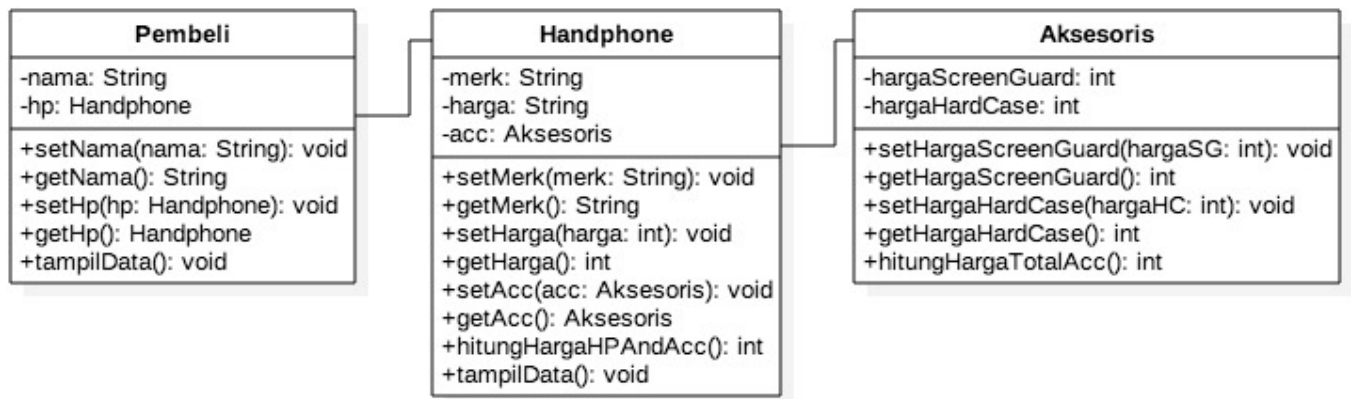 Pembeli
-nama: String
-hp: Handphone
+setNama(nama: String): void
+getNama(): String
+setHp(hp: Handphone): void
+getHp(): Handphone
+tampilData(): void
Handphone
-merk: String
-harga: String
-acc: Aksesoris
+setMerk(merk: String): void
+getMerk(): String
+setHarga(harga: int): void
+getHarga(): int
+setAcc(acc: Aksesoris): void
+getAcc(): Aksesoris
+hitungHargaHPAndAcc(): int
+tampilData(): void
Aksesoris
-hargaScreenGuard: int
-hargaHardCase: int
+setHargaScreenGuard(hargaSG: int): void
+getHargaScreenGuard(): int
+setHargaHardCase(hargaHC: int): void
+getHargaHardCase(): int
+hitungHargaTotalAcc(): int